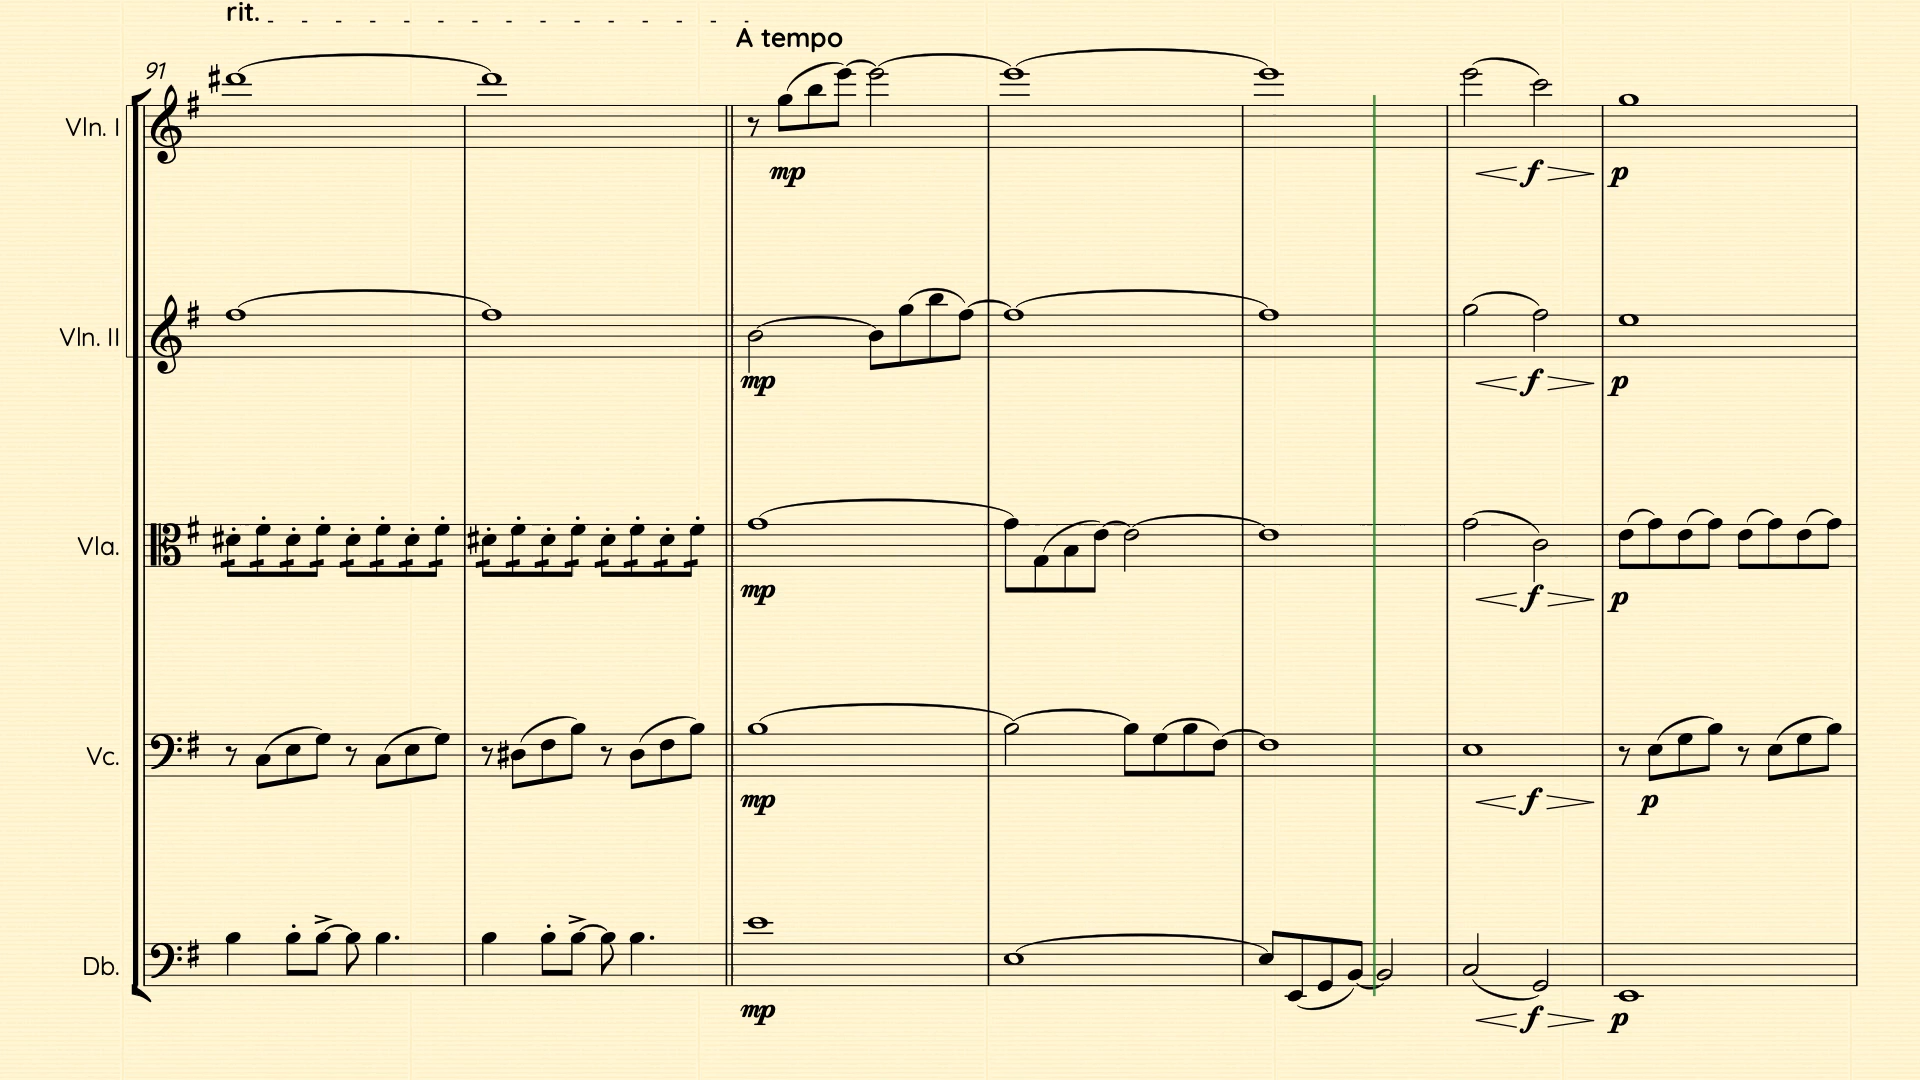 rit.
A tempo
91
Vln. I
mp
f
p
Vln. II
mp
f
p
Vla.
mp
f
p
Vc.
mp
f
p
Db.
mp
f
p